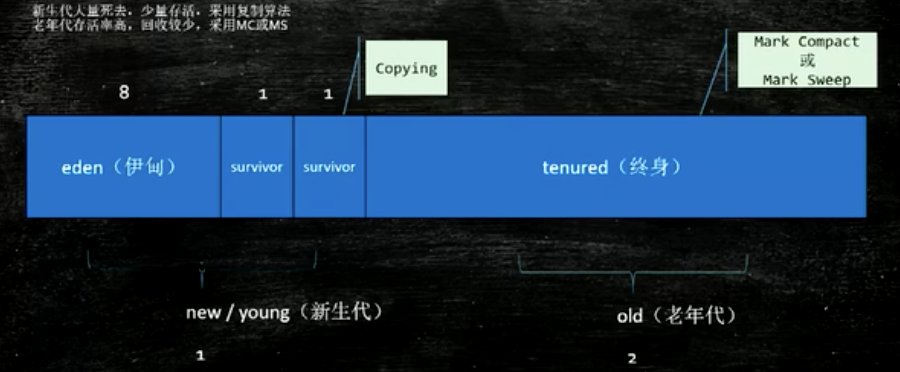 新生代大量死去，少量存活，采用复制算法
老年代存活率高，回收较少，采用MC或MS
Copying
Mark Compact
或
Mark Sweep
8
1
1
eden（伊甸）
survivor
survivor
tenured（终身）
new / young（新生代）
old（老年代）
1
2